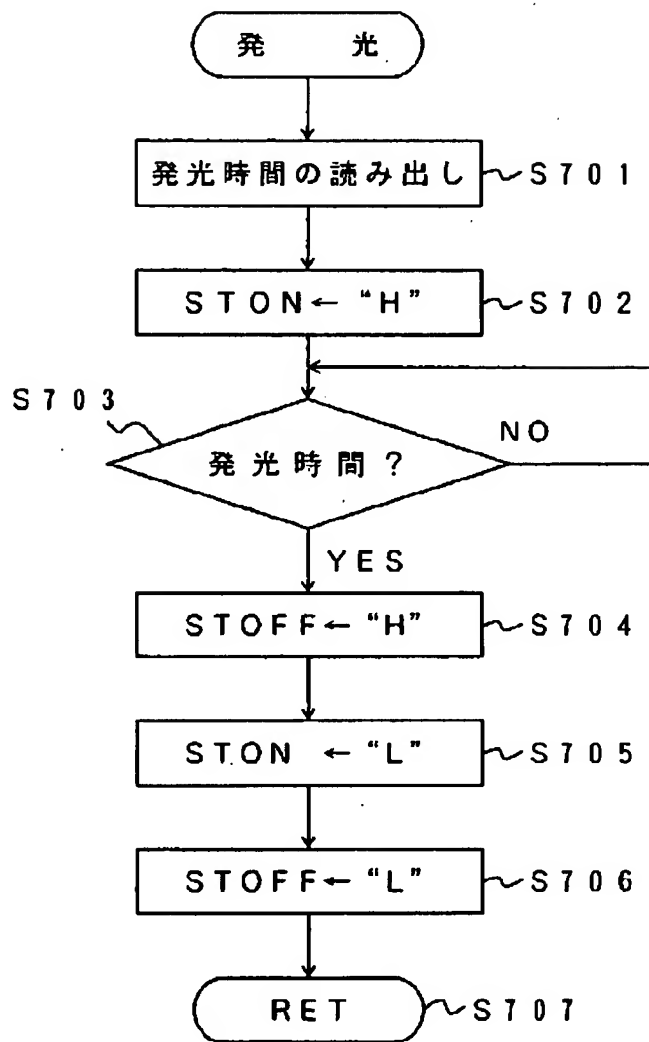 発 光
発光時間の読み出し S701
STON←“H” S702
S703
発光時間？ NO
YES
STOFF←“H” S704
STON ←“L” S705
STOFF←“L” S706
RET S707